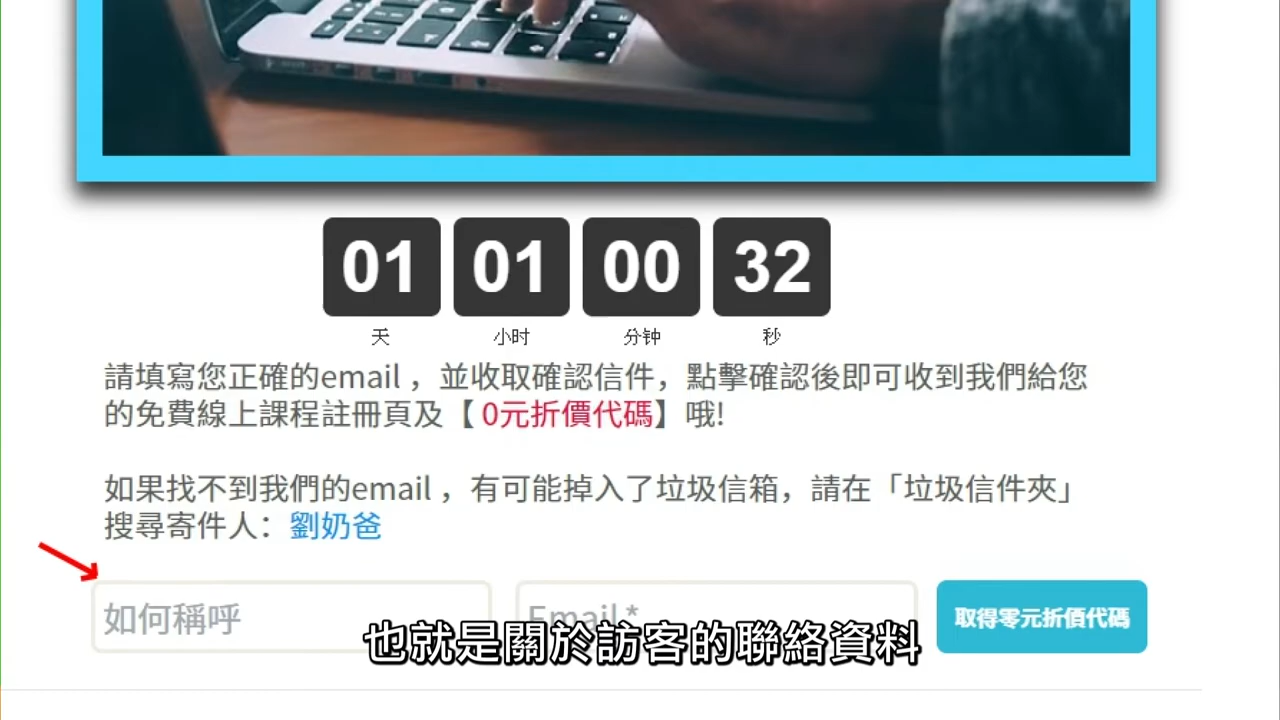 01 01 00 32
天 小时 分钟 秒
請填寫您正確的email，並收取確認信件，點擊確認後即可收到我們給您
的免費線上課程註冊頁及【0元折價代碼】哦!
如果找不到我們的email，有可能掉入了垃圾信箱，請在「垃圾信件夾」
搜尋寄件人：劉奶爸
如何稱呼 Email* 取得零元折價代碼
也就是關於訪客的聯絡資料